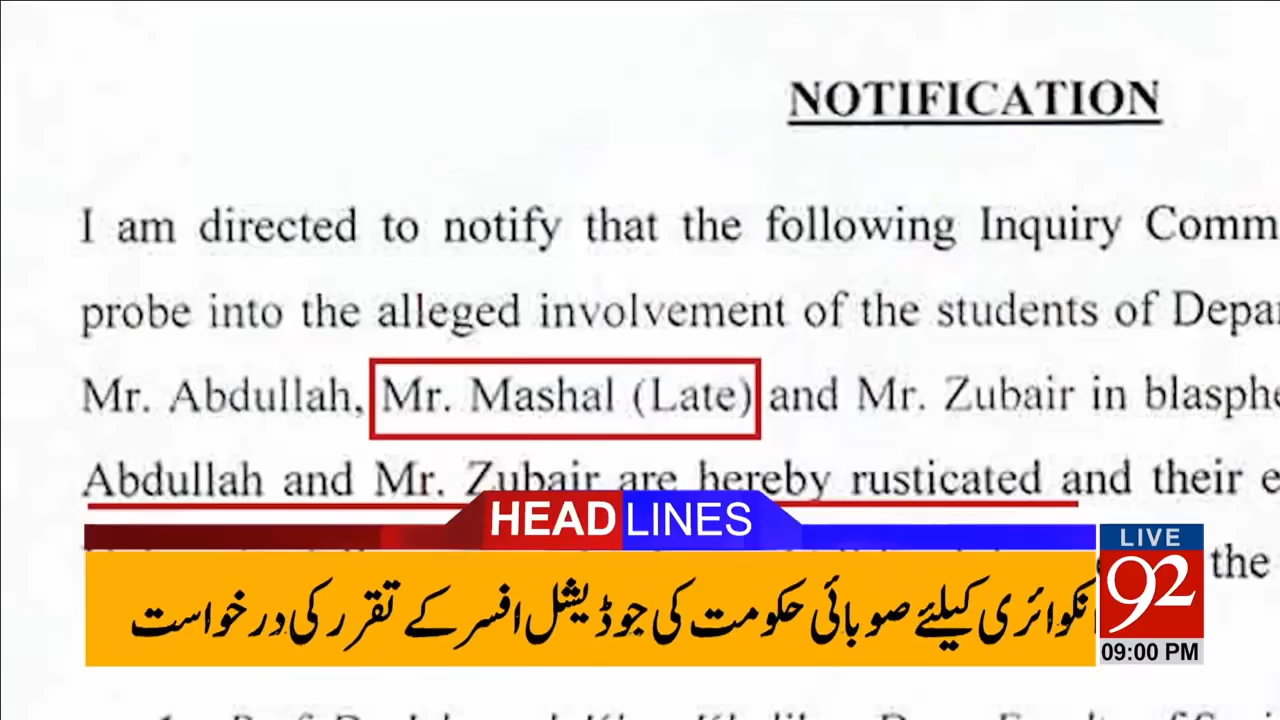 NOTIFICATION
I am directed to notify that the following Inquiry Comm
probe into the alleged involvement of the students of Depar
Mr. Abdullah, Mr. Mashal (Late) and Mr. Zubair in blasphe
Abdullah and Mr. Zubair are hereby rusticated and their e
HEADLINES
the
LIVE
92
09:00 PM
انکوائری کیلئے صوبائی حکومت کی جوڈیشل افسر کے تقرر کی درخواست